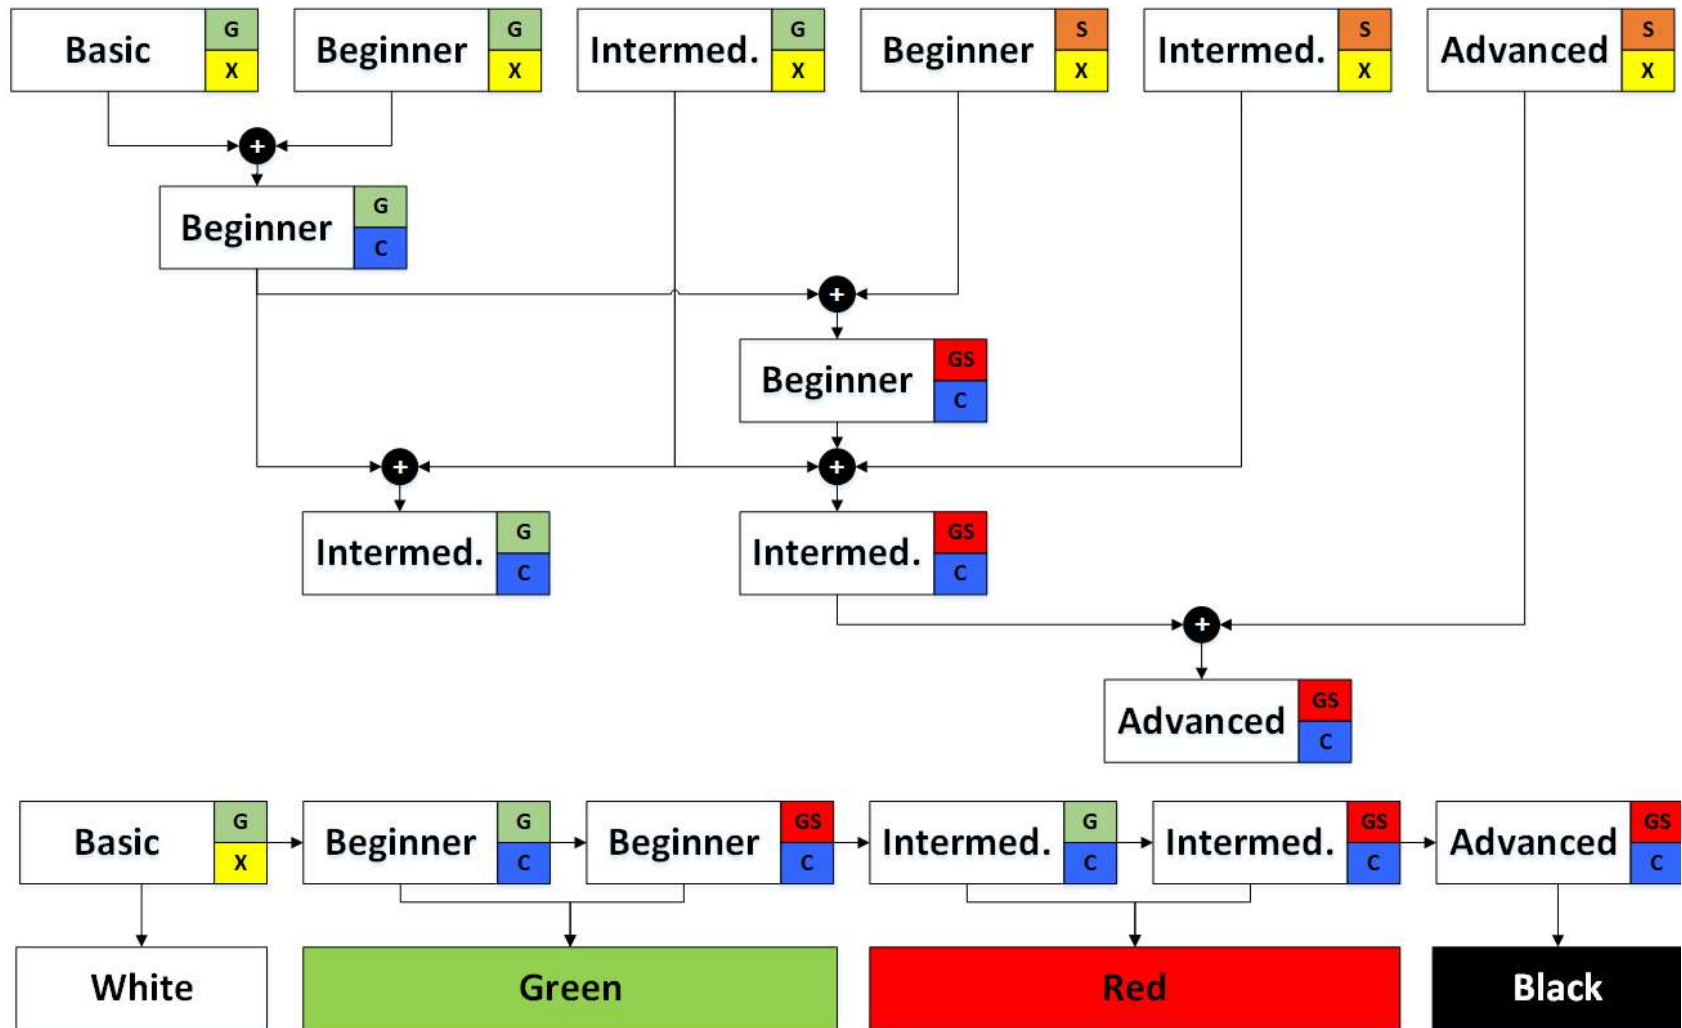 Basic G X Beginner G X Intermed. G X Beginner S X Intermed. S X Advanced S X
+
Beginner G C
+
Beginner GS C
+ +
Intermed. G C Intermed. GS C
+
Advanced GS C
Basic G X Beginner G C Beginner GS C Intermed. G C Intermed. GS C Advanced GS C
White Green Red Black